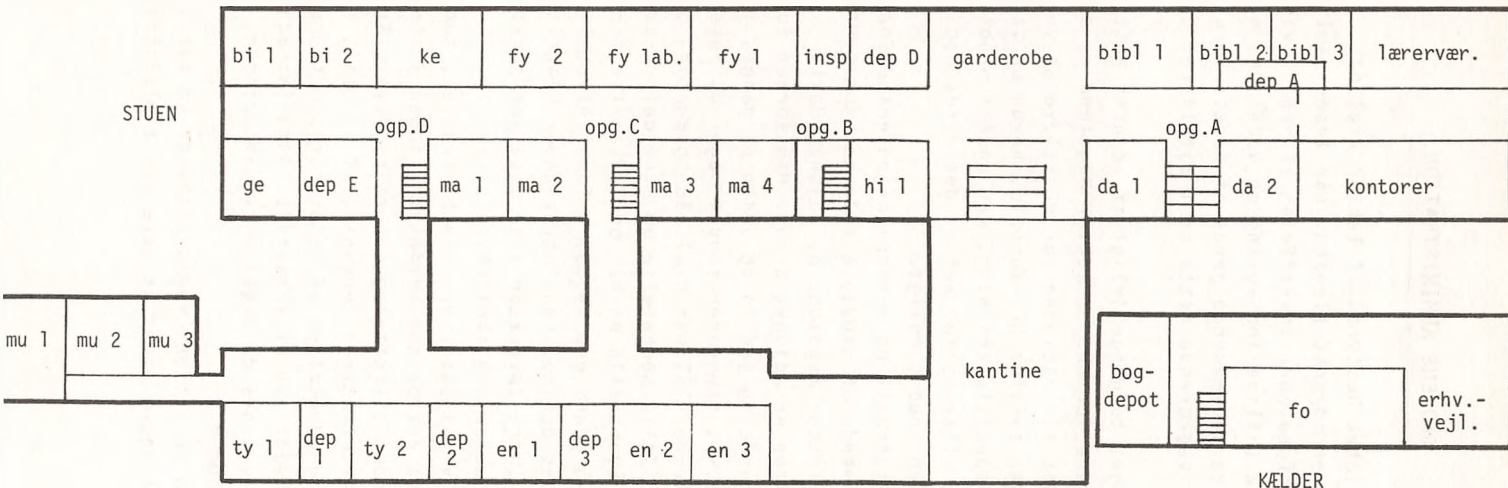 bi 1 bi 2 ke fy 2 fy lab. fy 1 insp dep D garderobe bibl 1 bibl 2 bibl 3 lærervær.
dep A
STUEN
ogp.D opg.C opg.B opg.A
ge dep E ma 1 ma 2 ma 3 ma 4 hi 1 da 1 da 2 kontorer
mu 1 mu 2 mu 3
kantine
bog-
depot
fo
erhv.-
vejl.
ty 1 dep 1 ty 2 dep 2 en 1 dep 3 en 2 en 3
KÆLDER